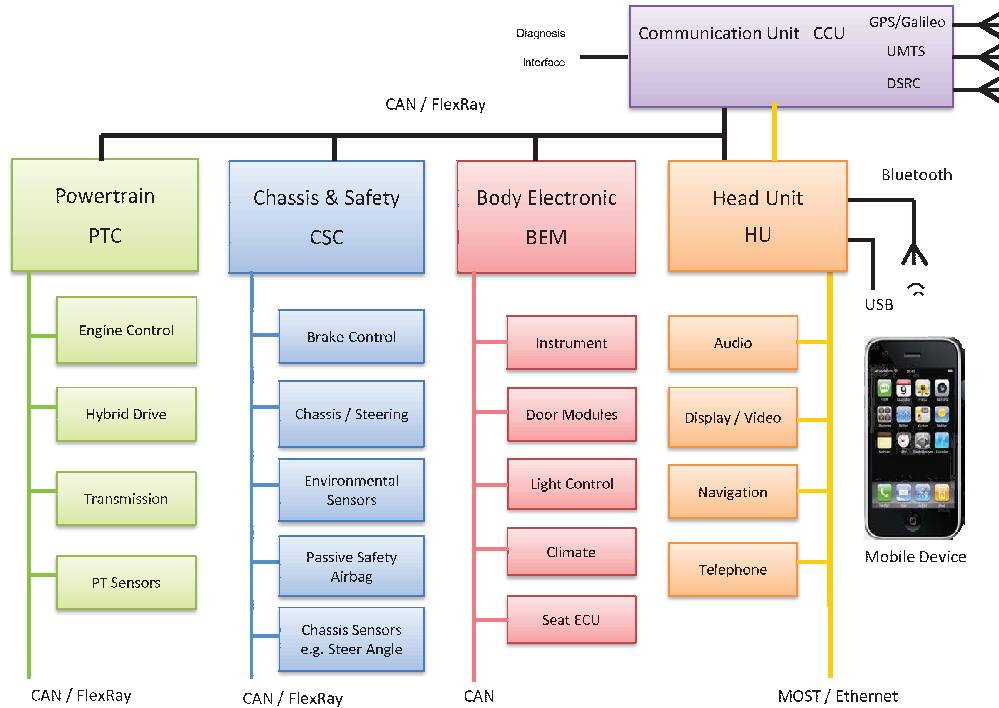 Diagnosis
Interface
Communication Unit CCU
GPS/Galileo
UMTS
DSRC
CAN / FlexRay
Powertrain
PTC
Chassis & Safety
CSC
Body Electronic
BEM
Head Unit
HU
Bluetooth
USB
Engine Control
Hybrid Drive
Transmission
PT Sensors
CAN / FlexRay
Brake Control
Chassis / Steering
Environmental
Sensors
Passive Safety
Airbag
Chassis Sensors
e.g. Steer Angle
CAN / FlexRay
Instrument
Door Modules
Light Control
Climate
Seat ECU
CAN
Audio
Display / Video
Navigation
Telephone
MOST / Ethernet
Mobile Device